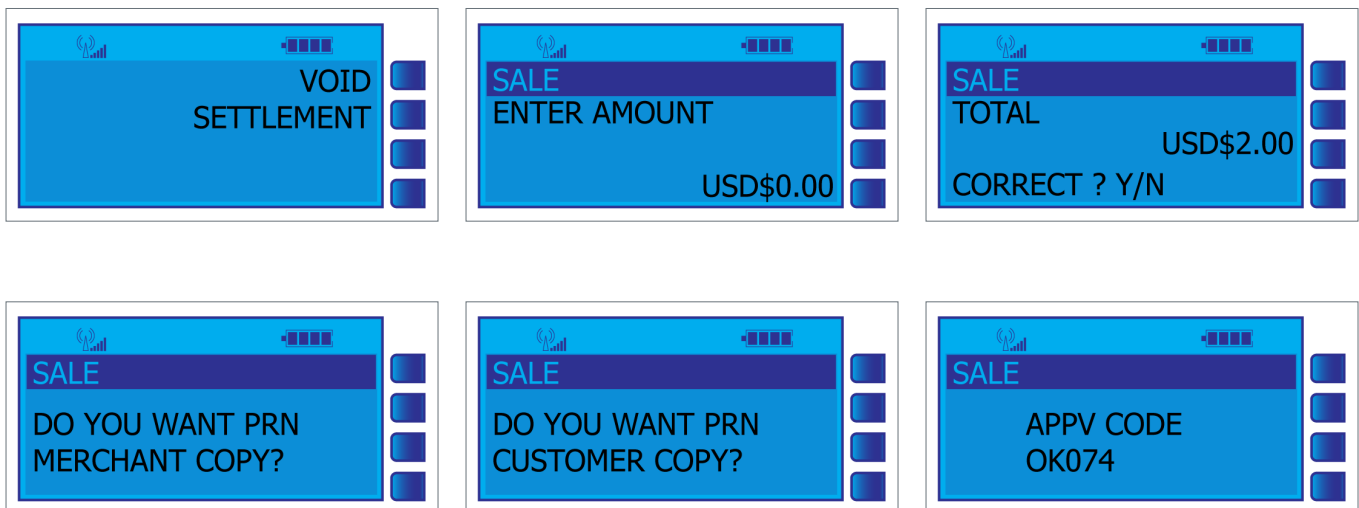 VOID
SETTLEMENT
SALE
ENTER AMOUNT
USD$0.00
SALE
TOTAL
USD$2.00
CORRECT ? Y/N
SALE
DO YOU WANT PRN
MERCHANT COPY?
SALE
DO YOU WANT PRN
CUSTOMER COPY?
SALE
APPV CODE
OK074